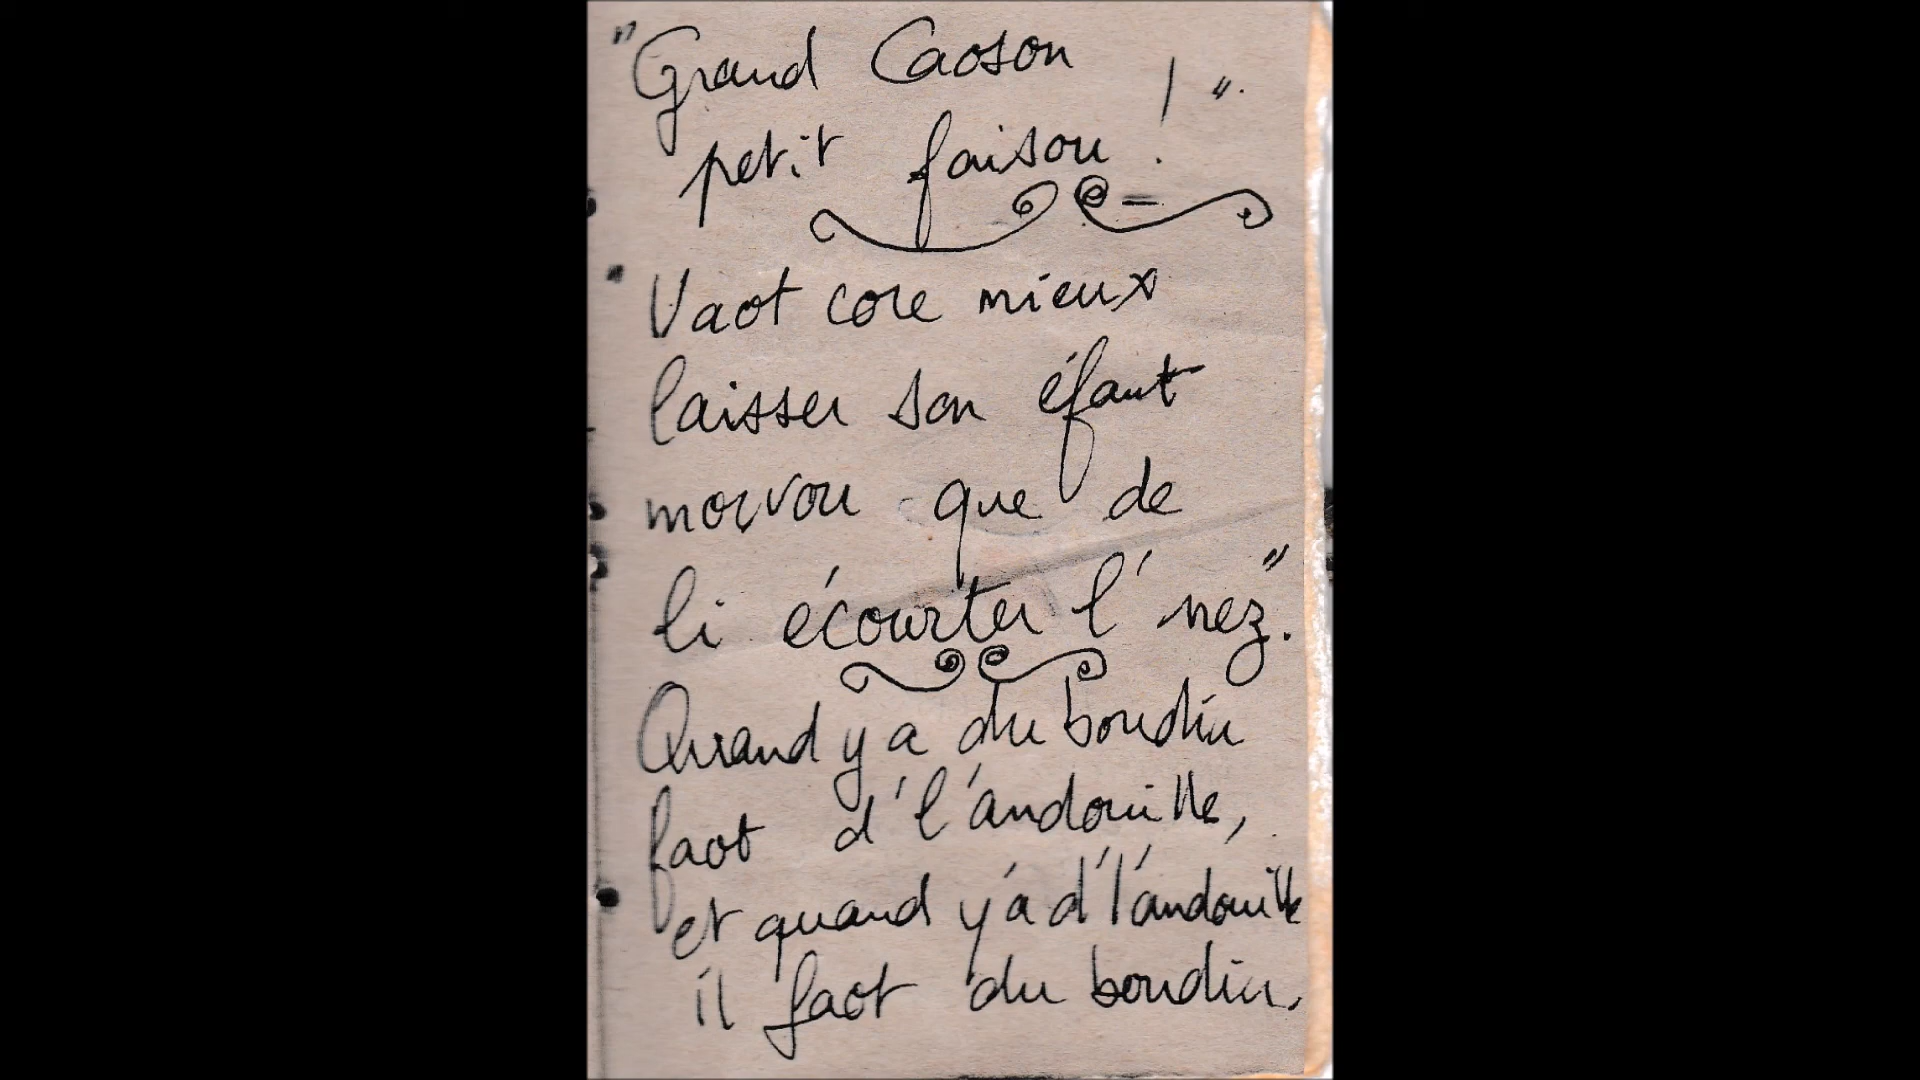 "Grand Caoson
petit faisou ! ".
"Vaot core mieux
laisser son éfant
morvou que de
li écourter l' nez".
Quand y a du boudin
faot d' l'andouille,
et quand y'a d' l'andouille
il faot du boudin.